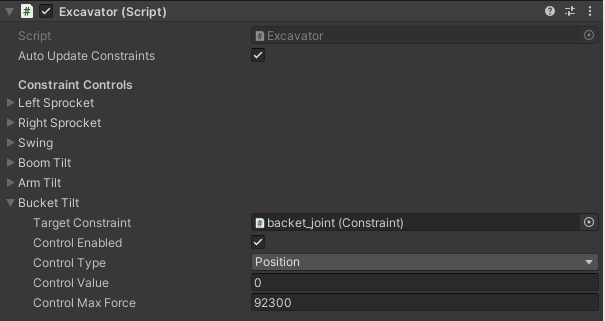 Excavator (Script)
Script Excavator
Auto Update Constraints
Constraint Controls
Left Sprocket
Right Sprocket
Swing
Boom Tilt
Arm Tilt
Bucket Tilt
Target Constraint backet_joint (Constraint)
Control Enabled
Control Type Position
Control Value 0
Control Max Force 92300